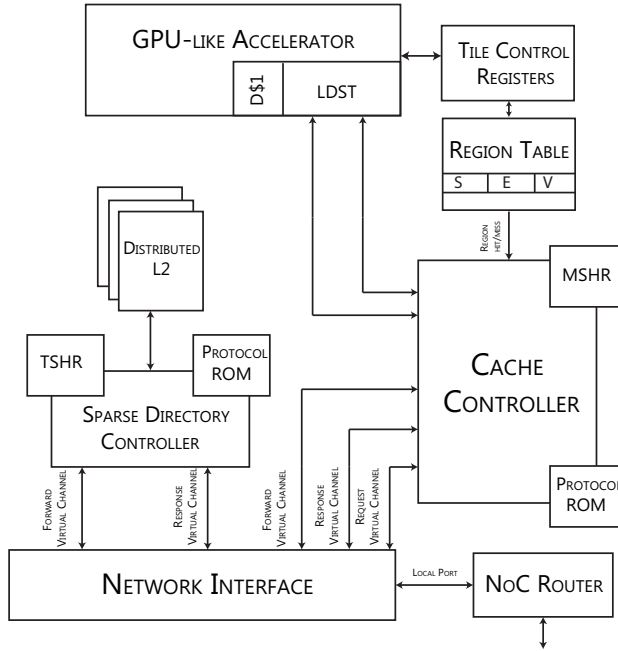 GPU-LIKE ACCELERATOR
D$1
LDST
TILE CONTROL
REGISTERS
REGION TABLE
S E V
REGION
HIT/MISS
DISTRIBUTED
L2
MSHR
TSHR
PROTOCOL
ROM
CACHE
CONTROLLER
SPARSE DIRECTORY
CONTROLLER
PROTOCOL
ROM
FORWARD
VIRTUAL CHANNEL
RESPONSE
VIRTUAL CHANNEL
FORWARD
VIRTUAL CHANNEL
RESPONSE
VIRTUAL CHANNEL
REQUEST
VIRTUAL CHANNEL
NETWORK INTERFACE
LOCAL PORT
NOC ROUTER